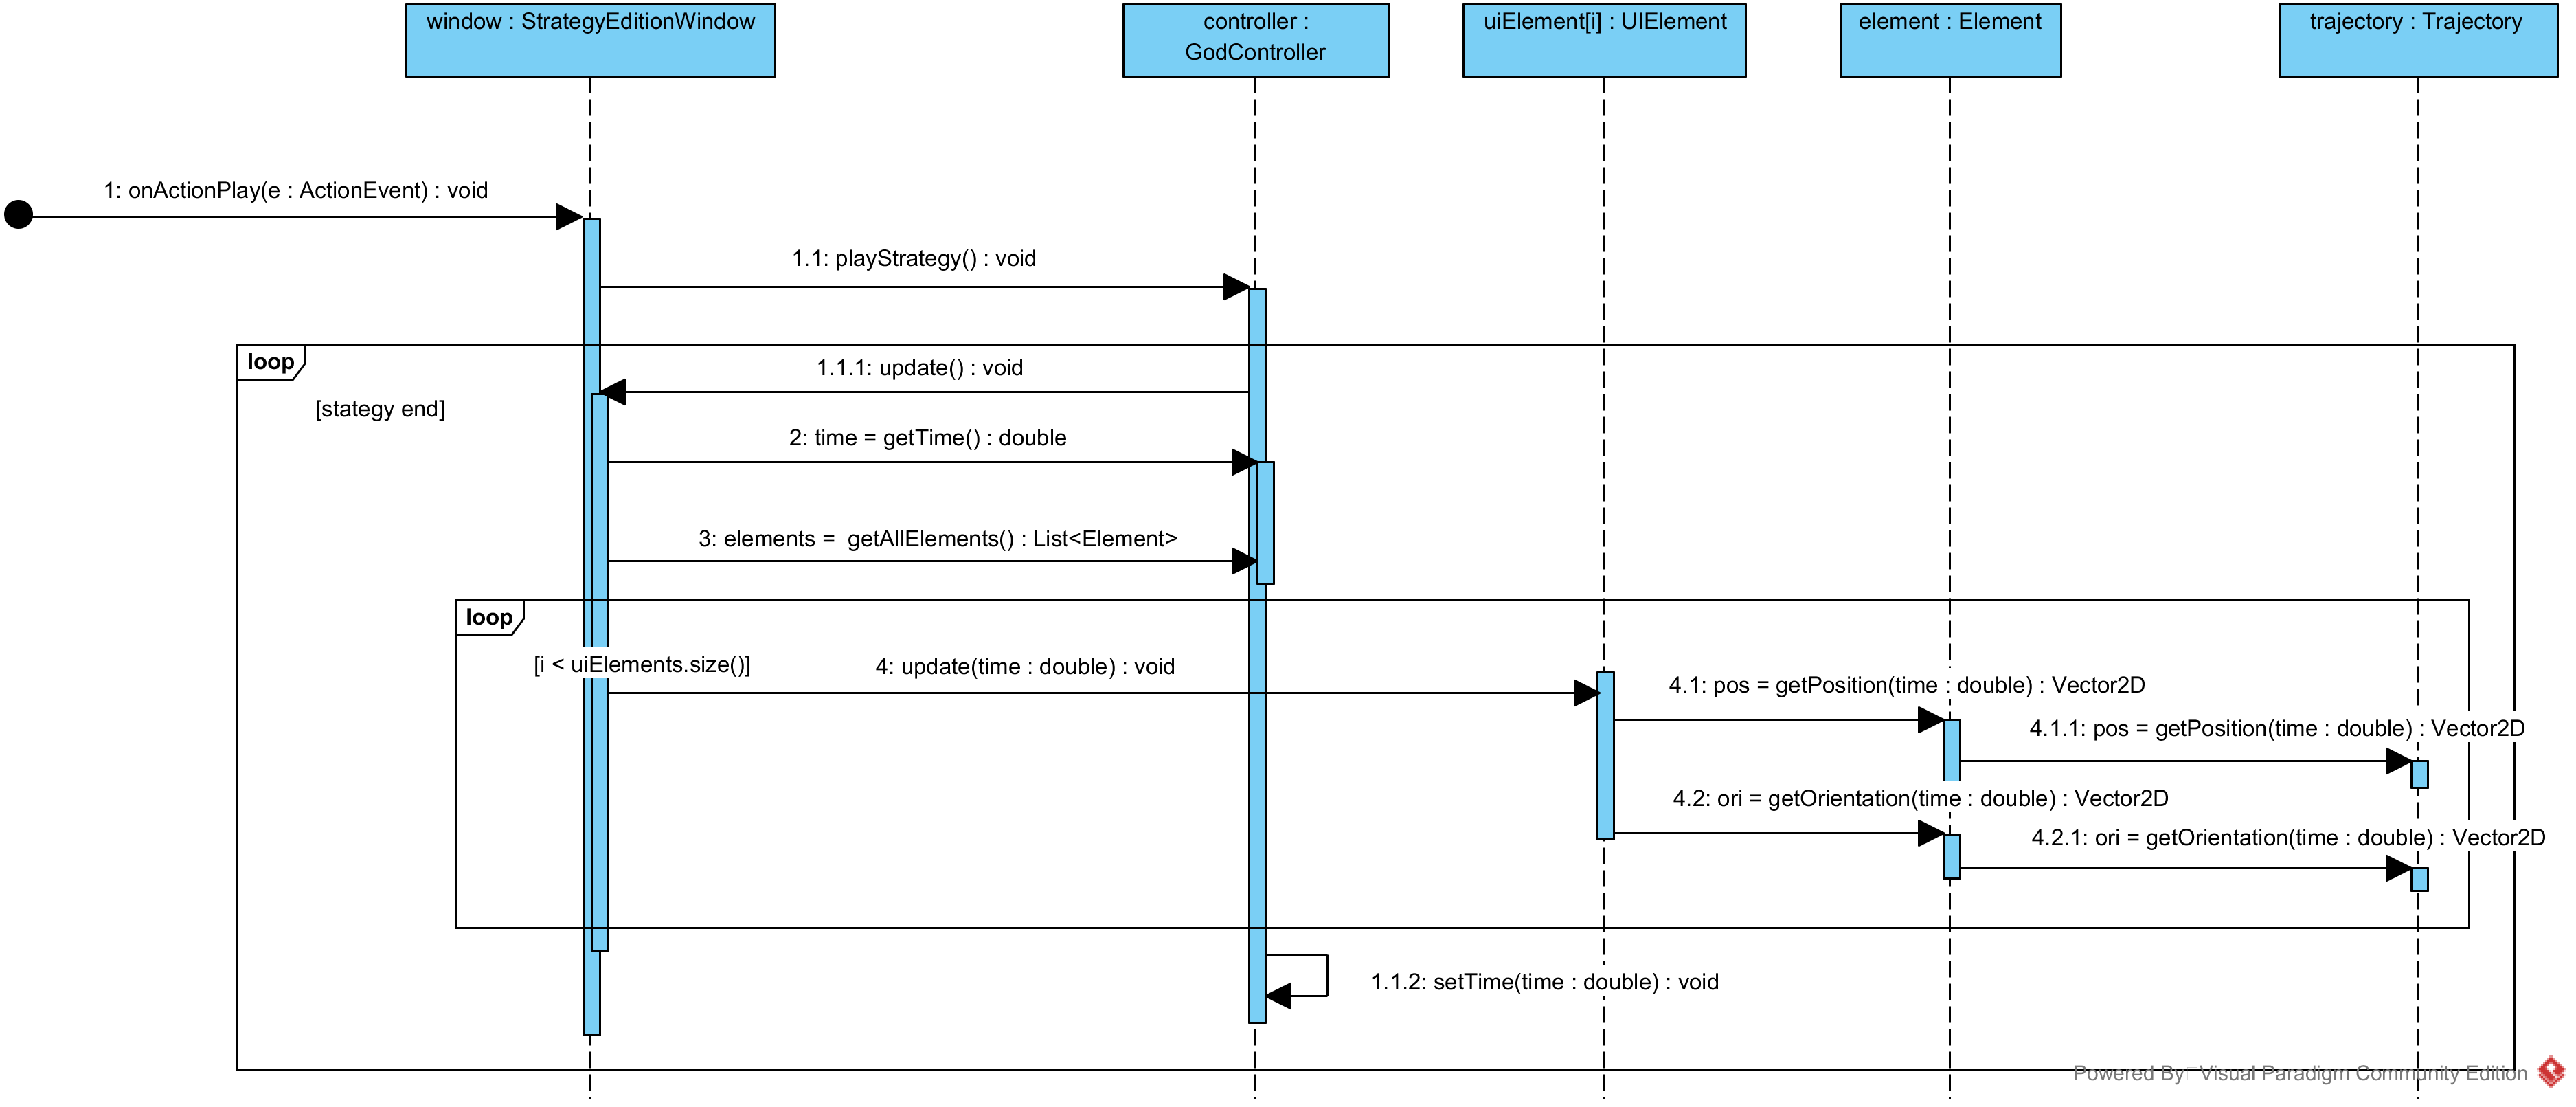 window : StrategyEditionWindow
controller :
GodController
uiElement[i] : UIElement
element : Element
trajectory : Trajectory
1: onActionPlay(e : ActionEvent) : void
1.1: playStrategy() : void
loop
1.1.1: update() : void
[stategy end]
2: time = getTime() : double
3: elements =  getAllElements() : List<Element>
loop
[i < uiElements.size()]
4: update(time : double) : void
4.1: pos = getPosition(time : double) : Vector2D
4.1.1: pos = getPosition(time : double) : Vector2D
4.2: ori = getOrientation(time : double) : Vector2D
4.2.1: ori = getOrientation(time : double) : Vector2D
1.1.2: setTime(time : double) : void
Powered By Visual Paradigm Community Edition